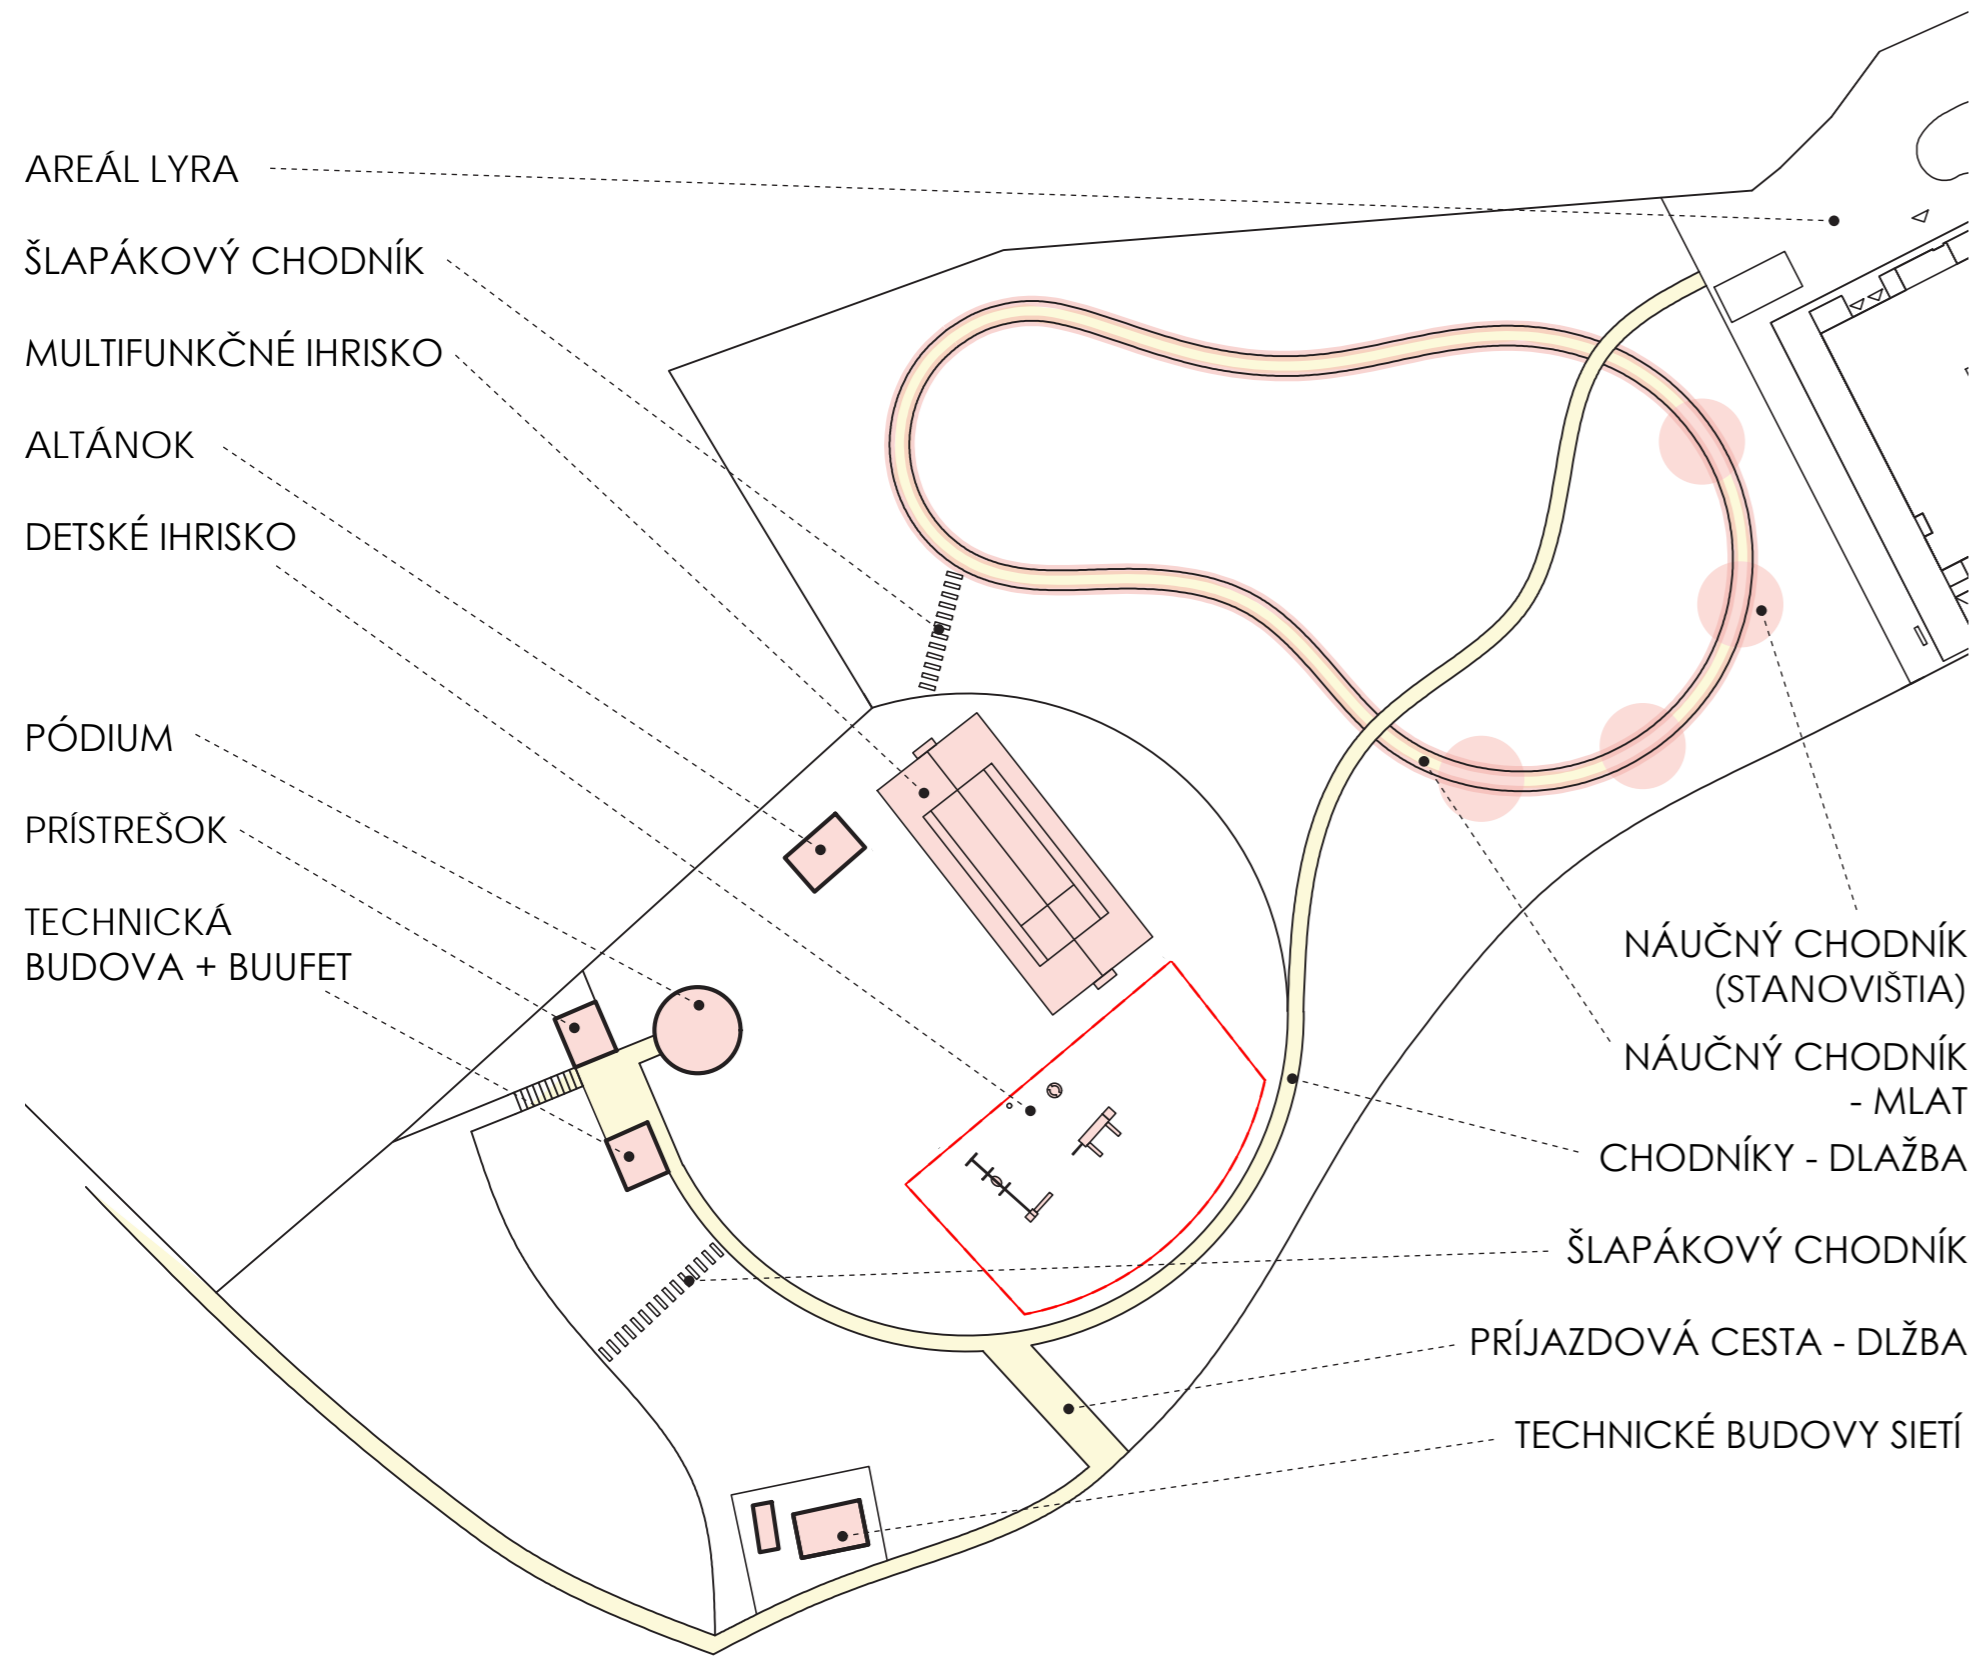 AREÁL LYRA
ŠLAPÁKOVÝ CHODNÍK
MULTIFUNKČNÉ IHRISKO
ALTÁNOK
DETSKÉ IHRISKO
PÓDIUM
PRÍSTREŠOK
TECHNICKÁ
BUDOVA + BUUFET
NÁUČNÝ CHODNÍK
(STANOVIŠTIA)
NÁUČNÝ CHODNÍK
- MLAT
CHODNÍKY - DLAŽBA
ŠLAPÁKOVÝ CHODNÍK
PRÍJAZDOVÁ CESTA - DLŽBA
TECHNICKÉ BUDOVY SIETÍ